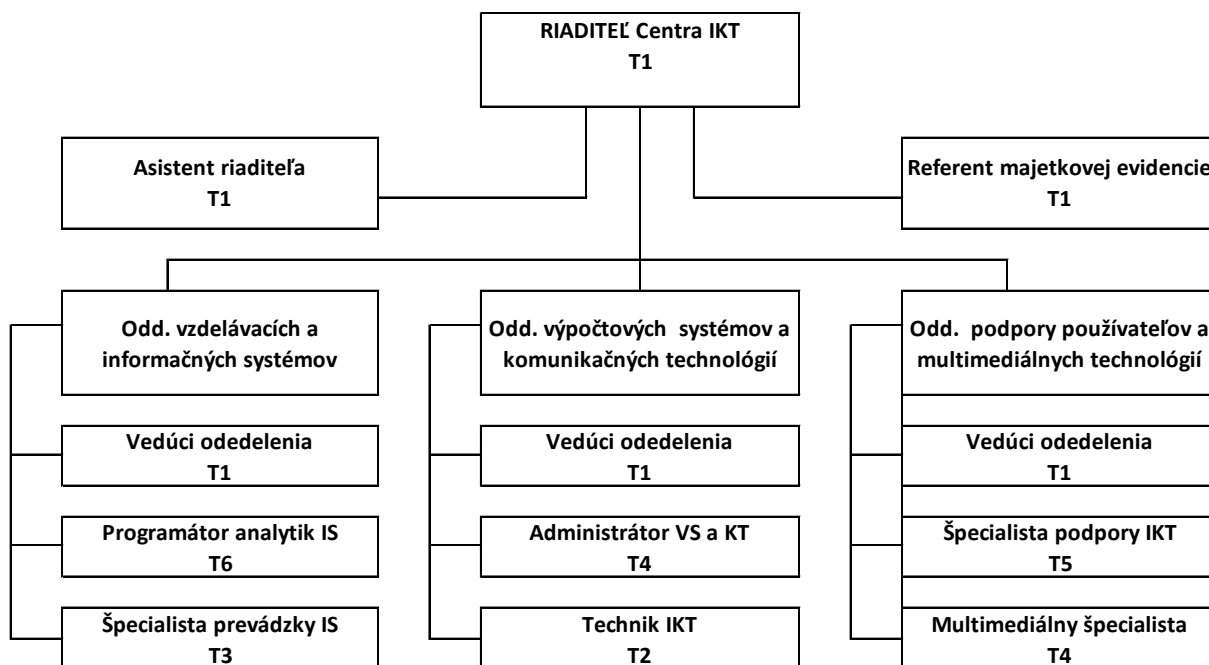 RIADITEĽ Centra IKT
T1
Asistent riaditeľa
T1
Referent majetkovej evidencie
T1
Odd. vzdelávacích a
informačných systémov
Odd. výpočtových systémov a
komunikačných technológií
Odd. podpory používateľov a
multimediálnych technológií
Vedúci odedelenia
T1
Vedúci odedelenia
T1
Vedúci odedelenia
T1
Programátor analytik IS
T6
Administrátor VS a KT
T4
Špecialista podpory IKT
T5
Špecialista prevádzky IS
T3
Technik IKT
T2
Multimediálny špecialista
T4